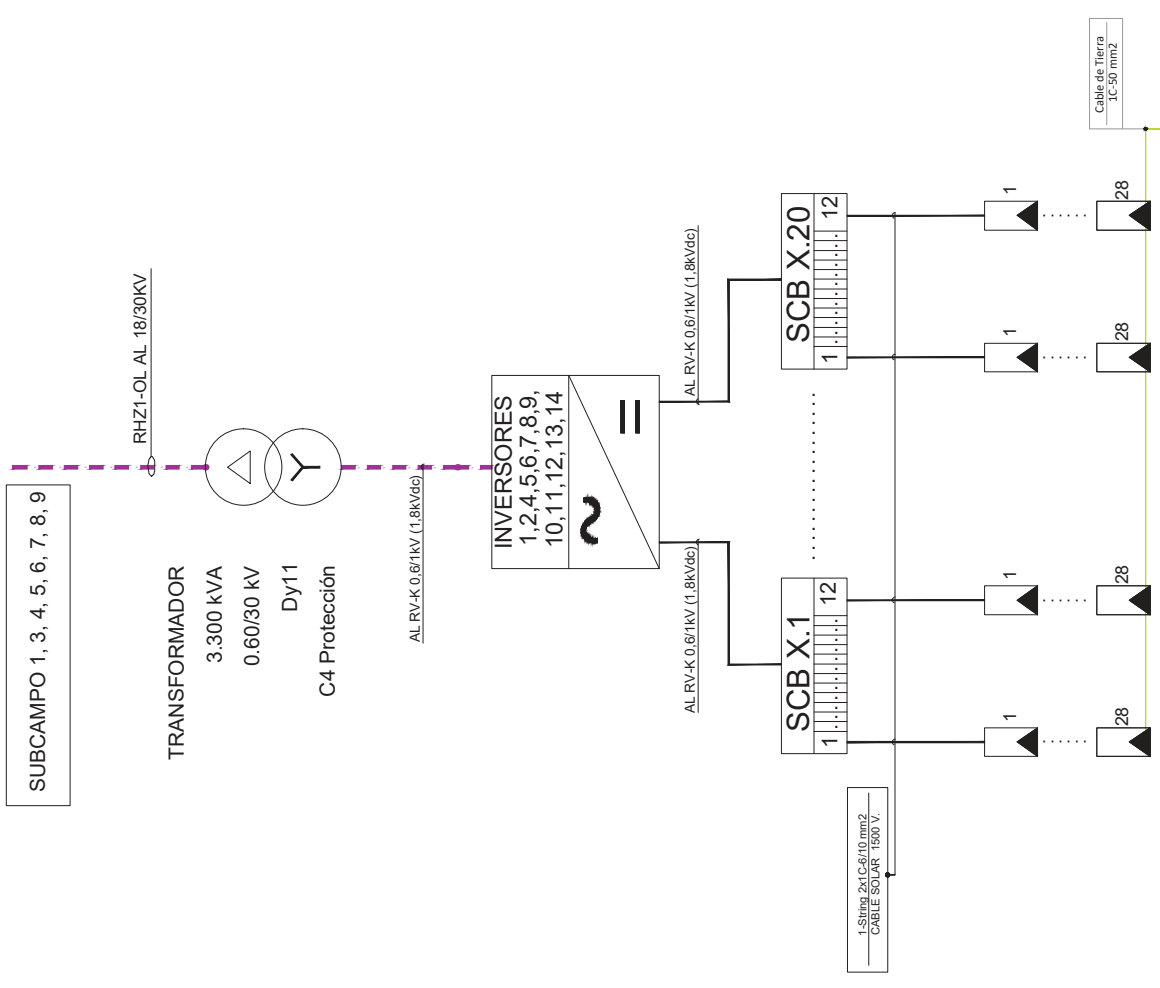 SUBCAMPO 1, 3, 4, 5, 6, 7, 8, 9
RHZ1-OL AL 18/30KV
TRANSFORMADOR
3.300 kVA
0.60/30 kV
Dy11
C4 Protección
AL RV-K 0,6/1kV (1,8kVdc)
INVERSORES
1,2,4,5,6,7,8,9,
10,11,12,13,14
AL RV-K 0,6/1kV (1,8kVdc)
AL RV-K 0,6/1kV (1,8kVdc)
SCB X.1
1 12
SCB X.20
1 12
1-String 2x1C-6/10 mm2
CABLE SOLAR 1500 V.
1 1 1 1
28 28 28 28
Cable de Tierra
1C-50 mm2